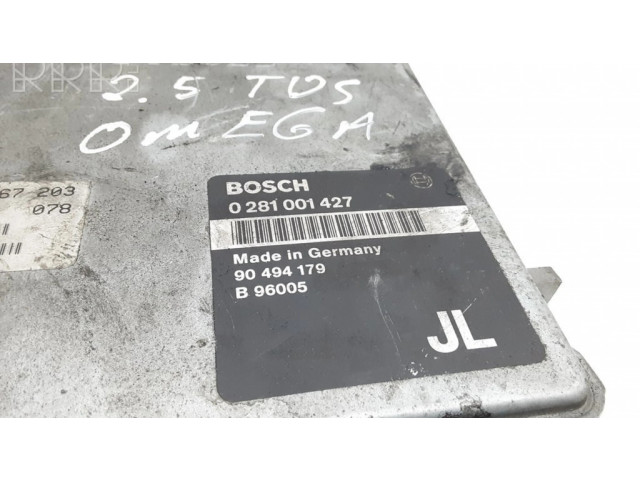 2.5 TDS
OMEGA
67 203
078
BOSCH
0 281 001 427
Made in Germany
90 494 179
B 96005
JL